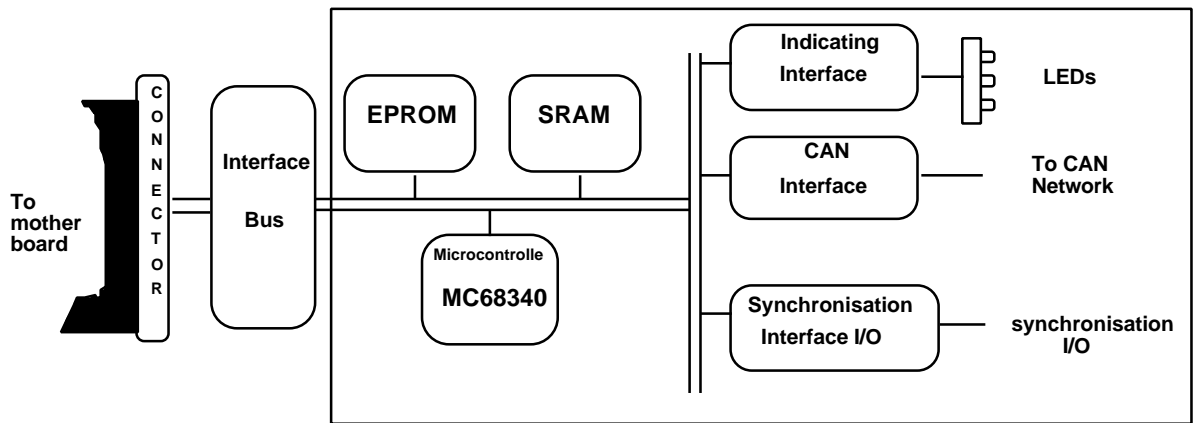 To
mother
board
CONNECTOR
Interface
Bus
EPROM
SRAM
Microcontrolle
MC68340
Indicating
Interface
LEDs
CAN
Interface
To CAN
Network
Synchronisation
Interface I/O
synchronisation
I/O